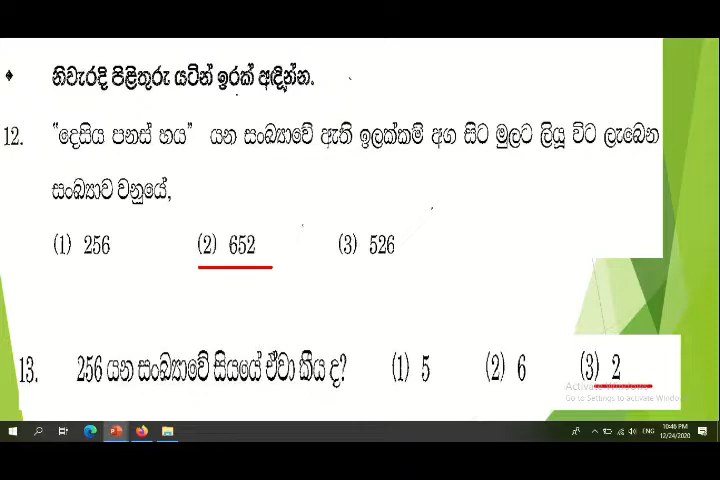 නිවැරදි පිළිතුරු යටින් ඉරක් අඳින්න.
12. "දෙසිය පනස් හය" යන සංඛ්‍යාවේ ඇති ඉලක්කම් අග සිට මුලට ලියූ විට ලැබෙන
සංඛ්‍යාව වනුයේ,
(1) 256 (2) 652 (3) 526
13. 256 යන සංඛ්‍යාවේ සියයේ ඒවා කීය ද? (1) 5 (2) 6 (3) 2
Activate Windows
Go to Settings to activate Windows.
ENG
10:46 PM
12/24/2020